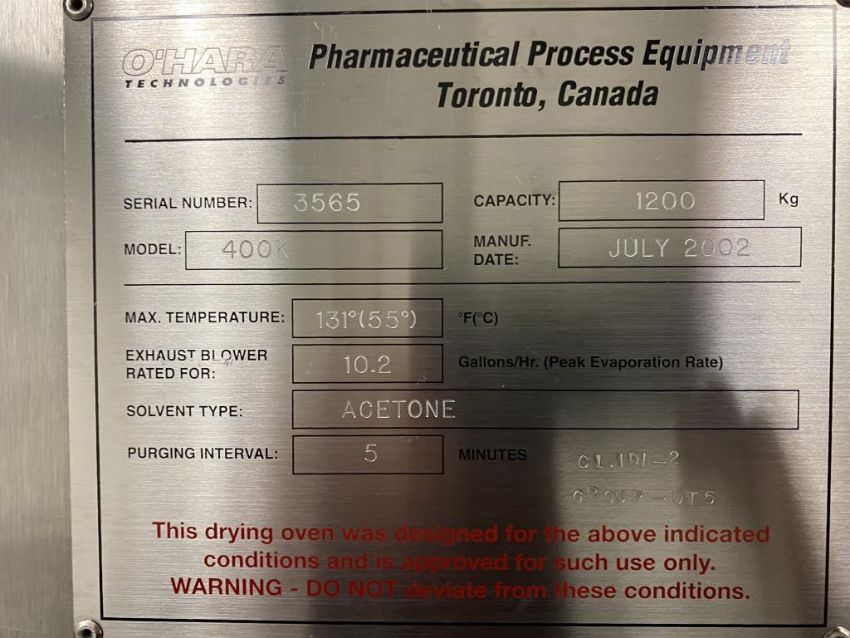 O'HARA TECHNOLOGIES
Pharmaceutical Process Equipment
Toronto, Canada
SERIAL NUMBER: 3565
CAPACITY: 1200 Kg
MODEL: 400K
MANUF. DATE: JULY 2002
MAX. TEMPERATURE: 131°(55°) °F(°C)
EXHAUST BLOWER
RATED FOR: 10.2 Gallons/Hr. (Peak Evaporation Rate)
SOLVENT TYPE: ACETONE
PURGING INTERVAL: 5 MINUTES
GROUP
This drying oven was designed for the above indicated
conditions and is approved for such use only.
WARNING - DO NOT deviate from these conditions.